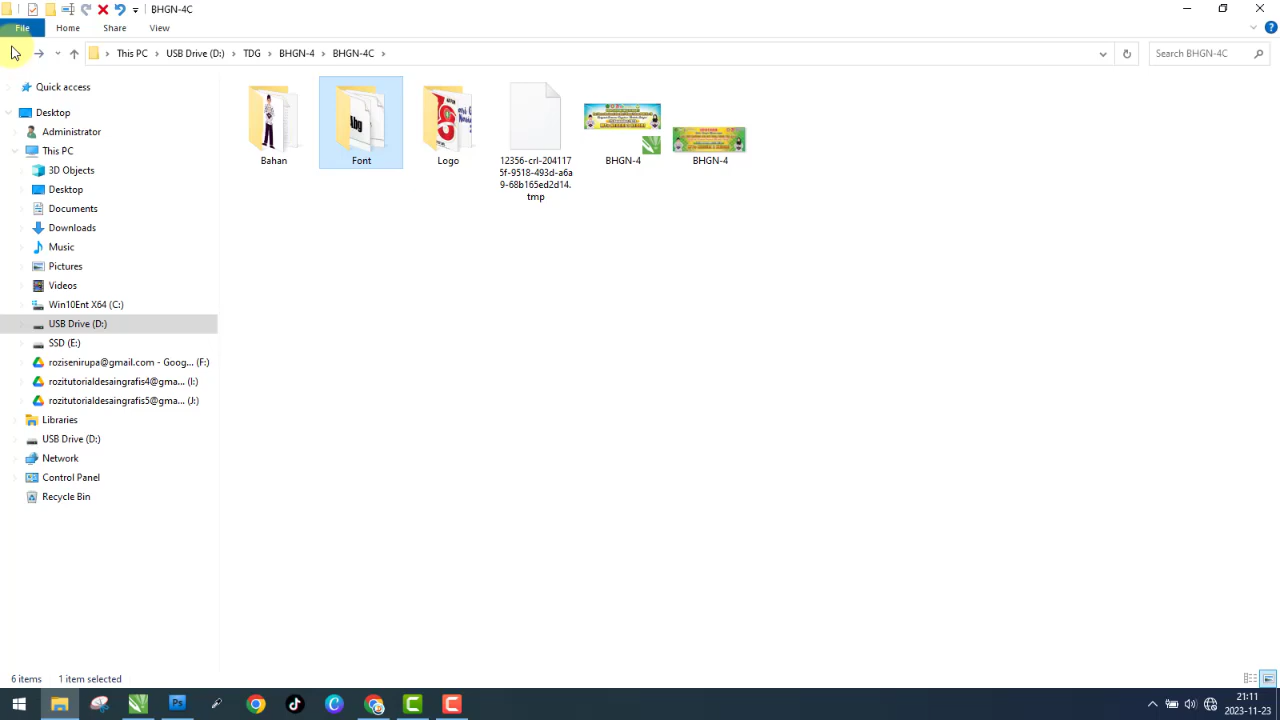 BHGN-4C
File
Home
Share
View
This PC
USB Drive (D:)
TDG
BHGN-4
BHGN-4C
Search BHGN-4C
Quick access
Desktop
Administrator
This PC
3D Objects
Desktop
Documents
Downloads
Music
Pictures
Videos
Win10Ent X64 (C:)
USB Drive (D:)
SSD (E:)
rozisenirupa@gmail.com - Goog... (F:)
rozitutorialdesaingrafis4@gma... (I:)
rozitutorialdesaingrafis5@gma... (J:)
Libraries
USB Drive (D:)
Network
Control Panel
Recycle Bin
Bahan
Font
Logo
12356-crl-204117
5f-9518-493d-a6a
9-68b165ed2d14.
tmp
BHGN-4
BHGN-4
6 items
1 item selected
Ps
21:11
2023-11-23